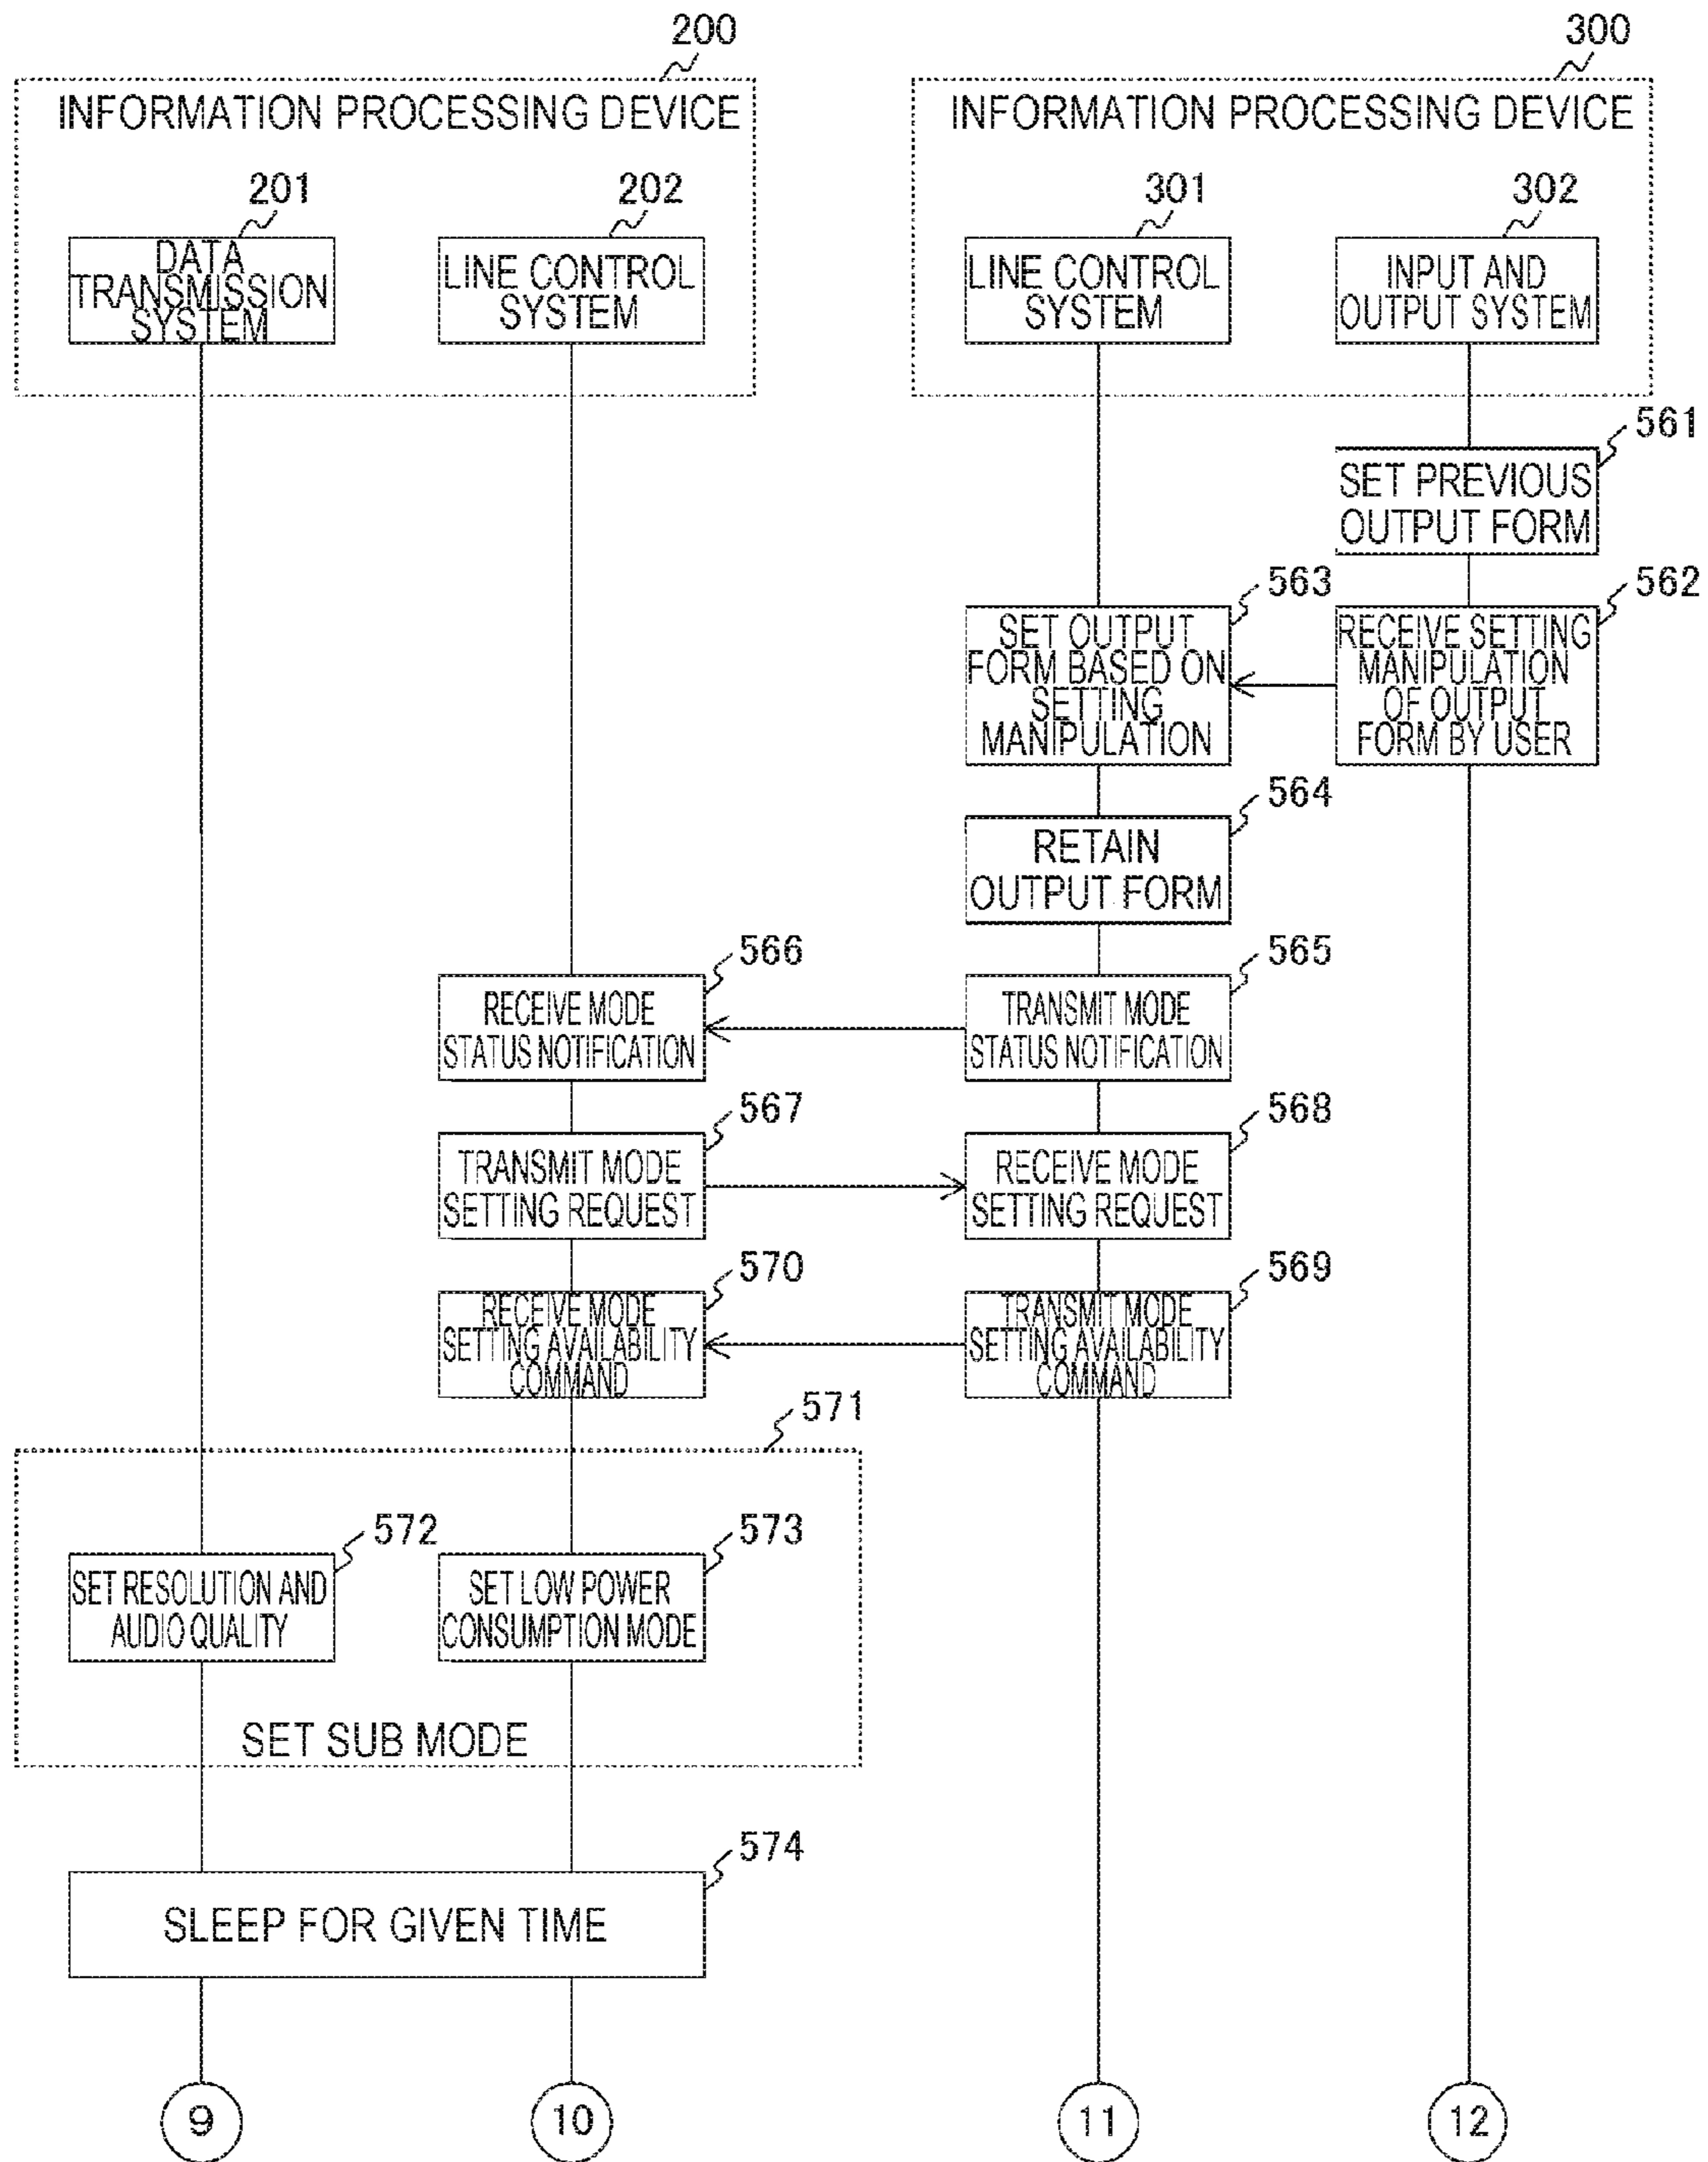 200
300
INFORMATION PROCESSING DEVICE
INFORMATION PROCESSING DEVICE
201
202
301
302
DATA
TRANSMISSION
SYSTEM
LINE CONTROL
SYSTEM
LINE CONTROL
SYSTEM
INPUT AND
OUTPUT SYSTEM
561
SET PREVIOUS
OUTPUT FORM
563
562
SET OUTPUT
FORM BASED ON
SETTING
MANIPULATION
RECEIVE SETTING
MANIPULATION
OF OUTPUT
FORM BY USER
564
RETAIN
OUTPUT FORM
566
565
RECEIVE MODE
STATUS NOTIFICATION
TRANSMIT MODE
STATUS NOTIFICATION
567
568
TRANSMIT MODE
SETTING REQUEST
RECEIVE MODE
SETTING REQUEST
570
569
RECEIVE MODE
SETTING AVAILABILITY
COMMAND
TRANSMIT MODE
SETTING AVAILABILITY
COMMAND
571
572
573
SET RESOLUTION AND
AUDIO QUALITY
SET LOW POWER
CONSUMPTION MODE
SET SUB MODE
574
SLEEP FOR GIVEN TIME
9
10
11
12